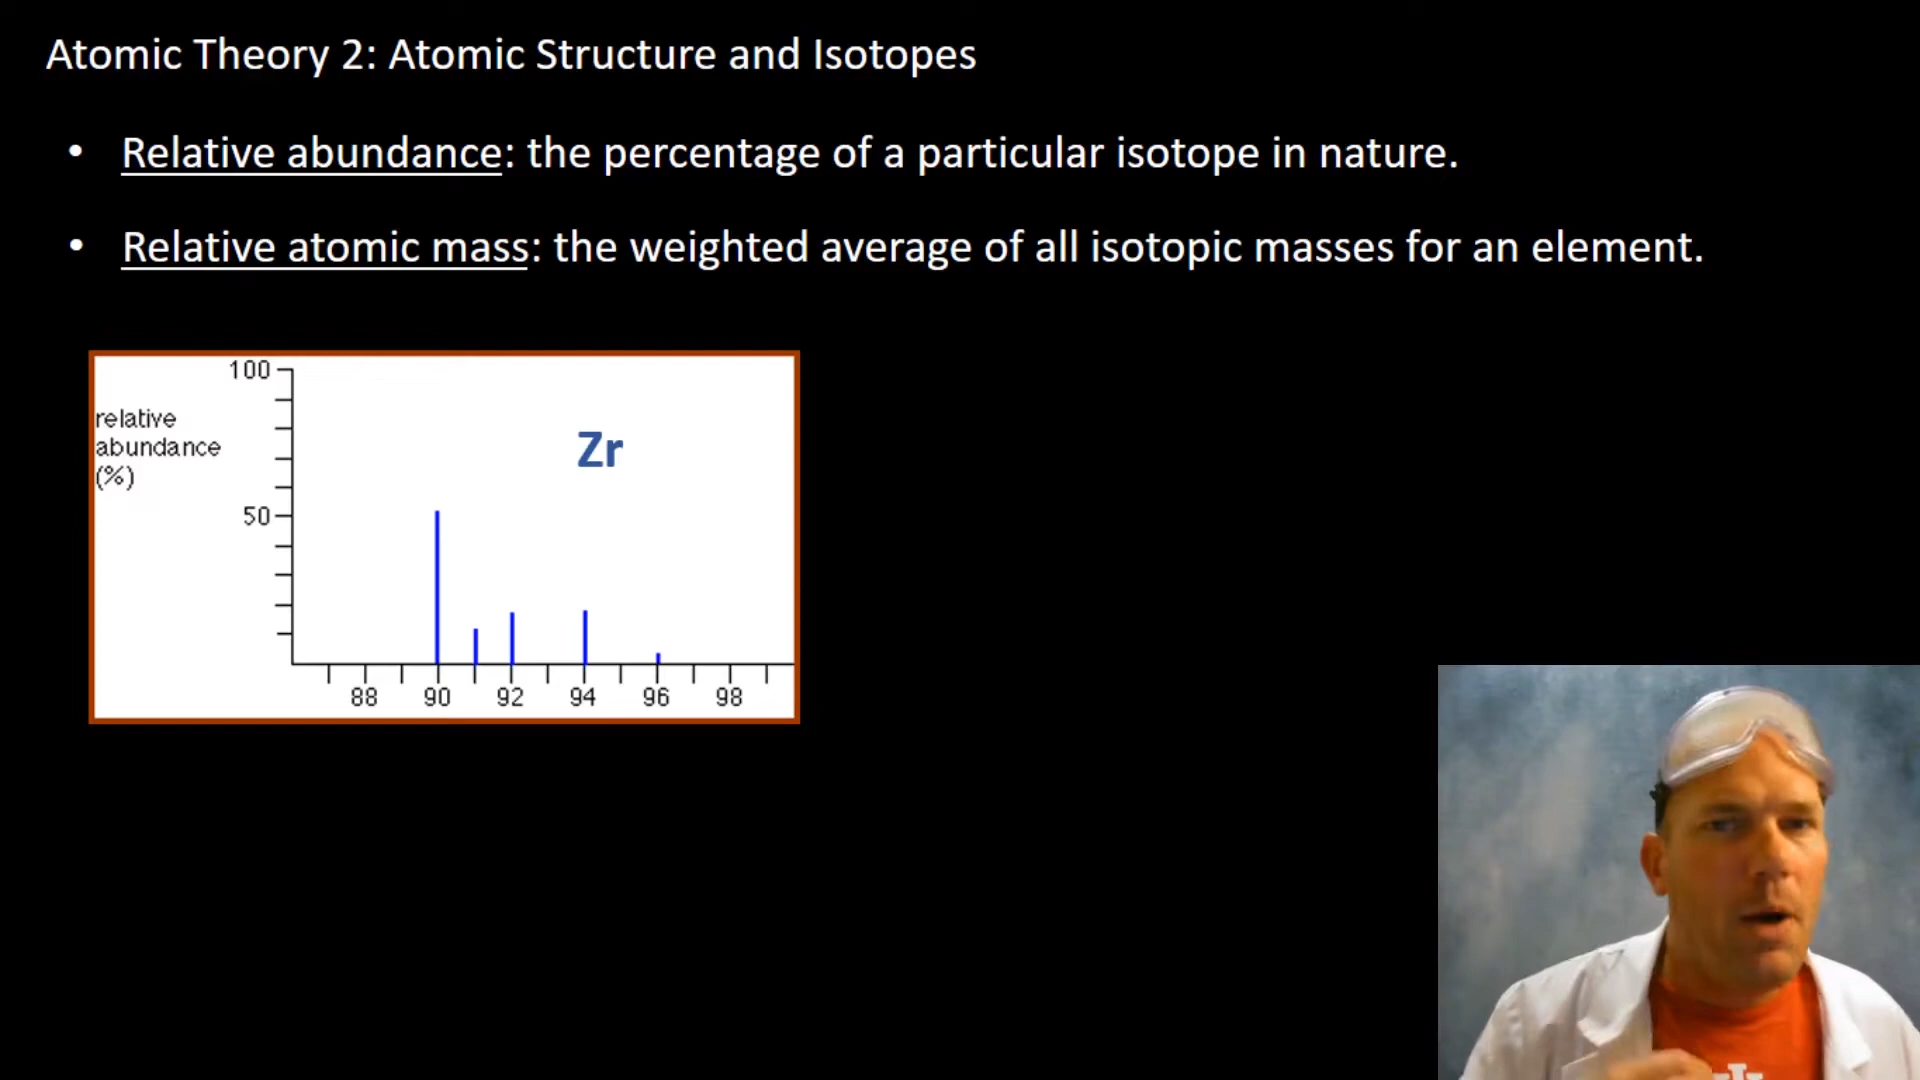 Atomic Theory 2: Atomic Structure and Isotopes
• Relative abundance: the percentage of a particular isotope in nature.
• Relative atomic mass: the weighted average of all isotopic masses for an element.
100
relative
abundance
(%)
Zr
50
88 90 92 94 96 98